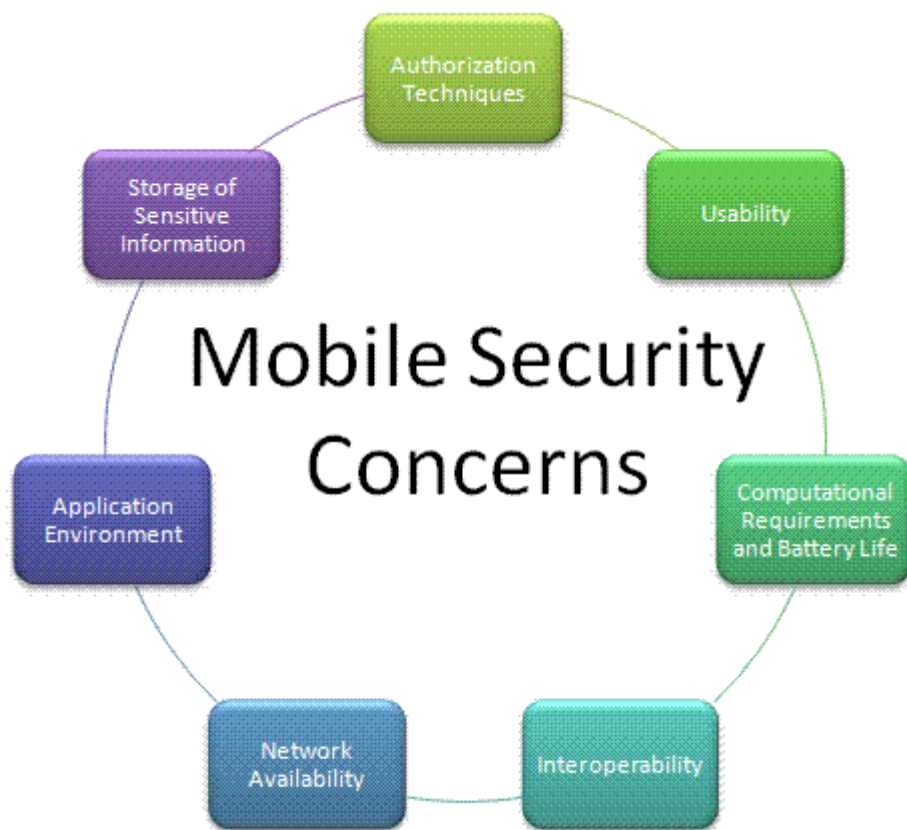 Authorization
Techniques
Usability
Computational
Requirements
and Battery Life
Interoperability
Network
Availability
Application
Environment
Storage of
Sensitive
Information
Mobile Security
Concerns